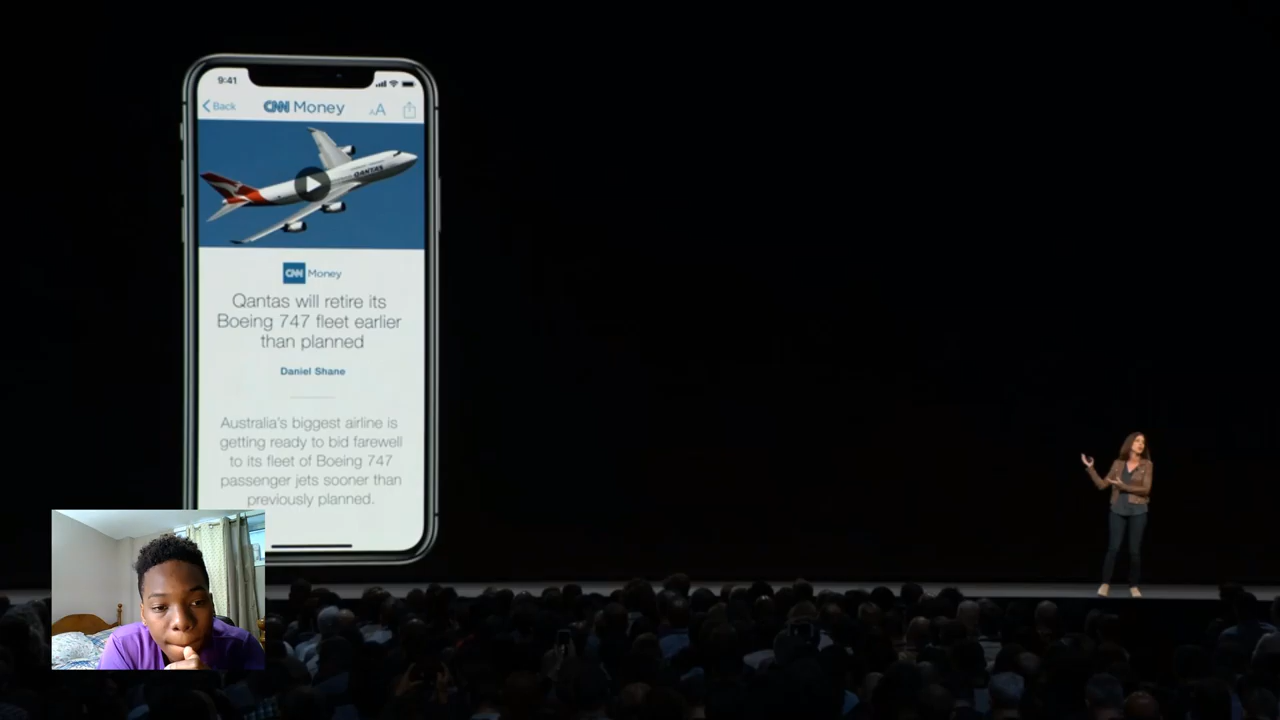 9:41
Back
CNN Money
AA
QANTAS
CNN Money
Qantas will retire its
Boeing 747 fleet earlier
than planned
Daniel Shane
Australia's biggest airline is
getting ready to bid farewell
to its fleet of Boeing 747
passenger jets sooner than
previously planned.